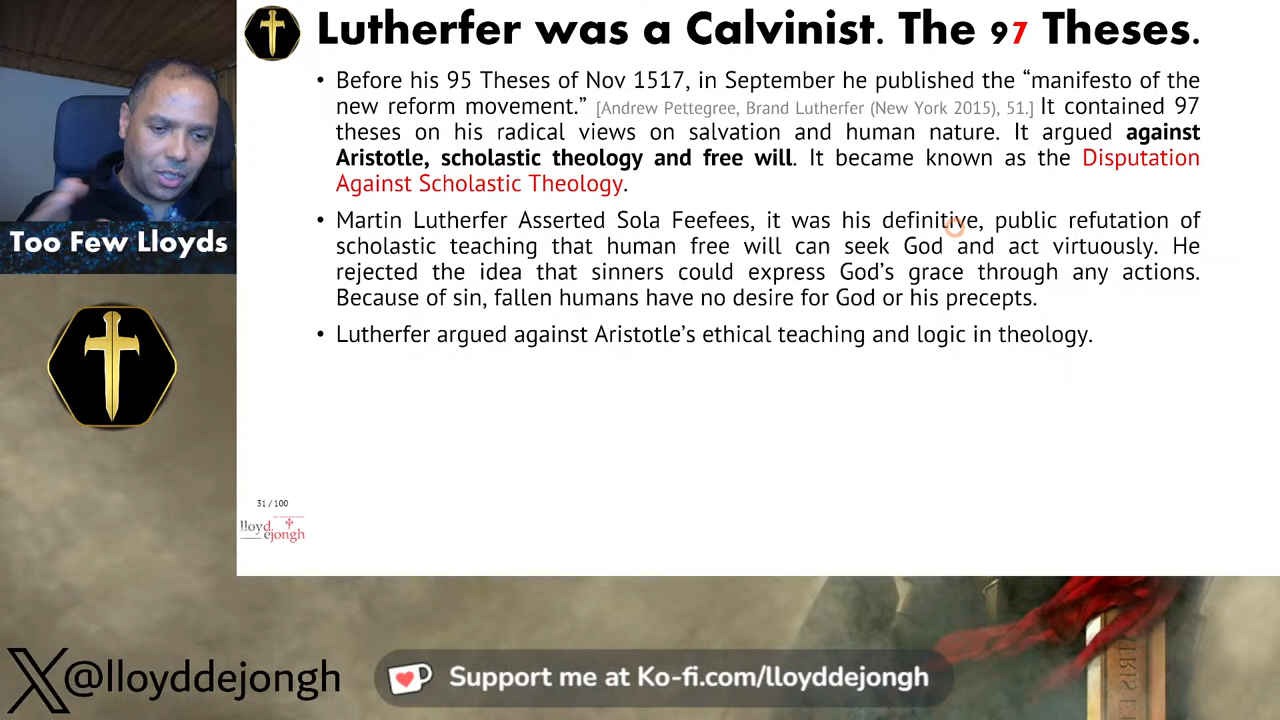 Lutherfer was a Calvinist. The 97 Theses.
• Before his 95 Theses of Nov 1517, in September he published the “manifesto of the
new reform movement.” [Andrew Pettegree, Brand Lutherfer (New York 2015), 51.] It contained 97
theses on his radical views on salvation and human nature. It argued against
Aristotle, scholastic theology and free will. It became known as the Disputation
Against Scholastic Theology.
• Martin Lutherfer Asserted Sola Feefees, it was his definitive, public refutation of
scholastic teaching that human free will can seek God and act virtuously. He
rejected the idea that sinners could express God’s grace through any actions.
Because of sin, fallen humans have no desire for God or his precepts.
• Lutherfer argued against Aristotle’s ethical teaching and logic in theology.
Too Few Lloyds
31 / 100
lloyd
ejongh
X@lloyddejongh
Support me at Ko-fi.com/lloyddejongh